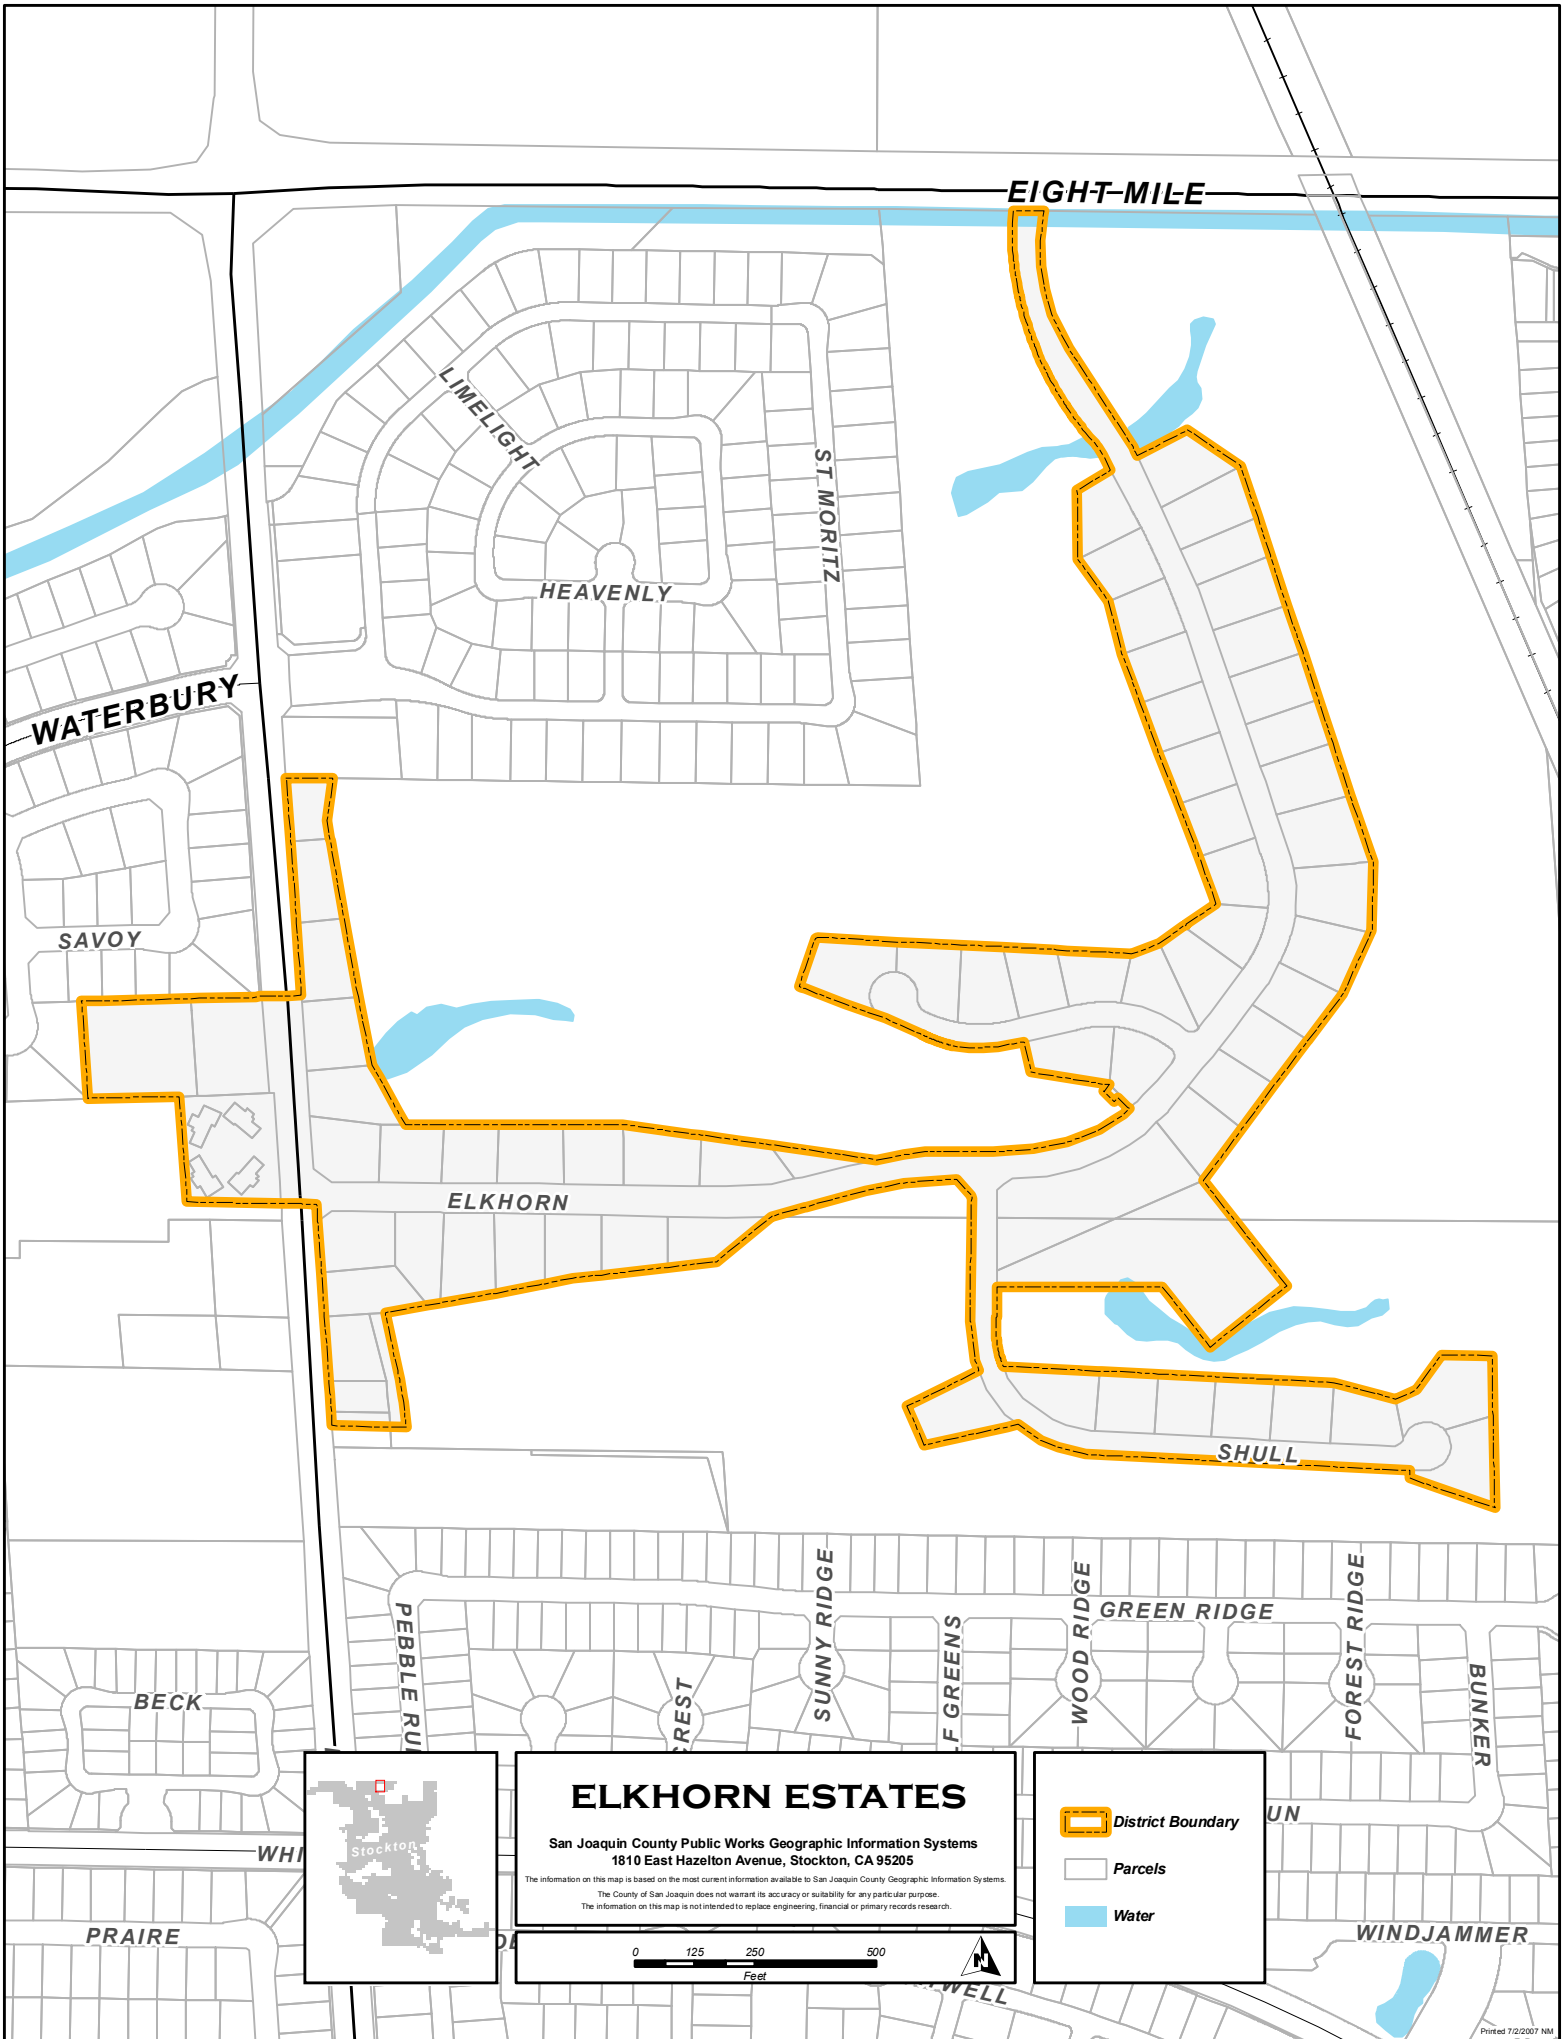 EIGHT MILE
LIMELIGHT
ST MORITZ
HEAVENLY
WATERBURY
SAVOY
ELKHORN
SHULL
SUNNY RIDGE
WOOD RIDGE
GREEN RIDGE
FOREST RIDGE
PEBBLE RU
CREST
F GREENS
BUNKER
BECK
WHI
UN
PRAIRE
WINDJAMMER
WELL
Stockton
ELKHORN ESTATES
San Joaquin County Public Works Geographic Information Systems
1810 East Hazelton Avenue, Stockton, CA 95205
The information on this map is based on the most current information available to San Joaquin County Geographic Information Systems.
The County of San Joaquin does not warrant its accuracy or suitability for any particular purpose.
The information on this map is not intended to replace engineering, financial or primary records research.
0 125 250 500
Feet
N
District Boundary
Parcels
Water
Printed 7/2/2007 NM